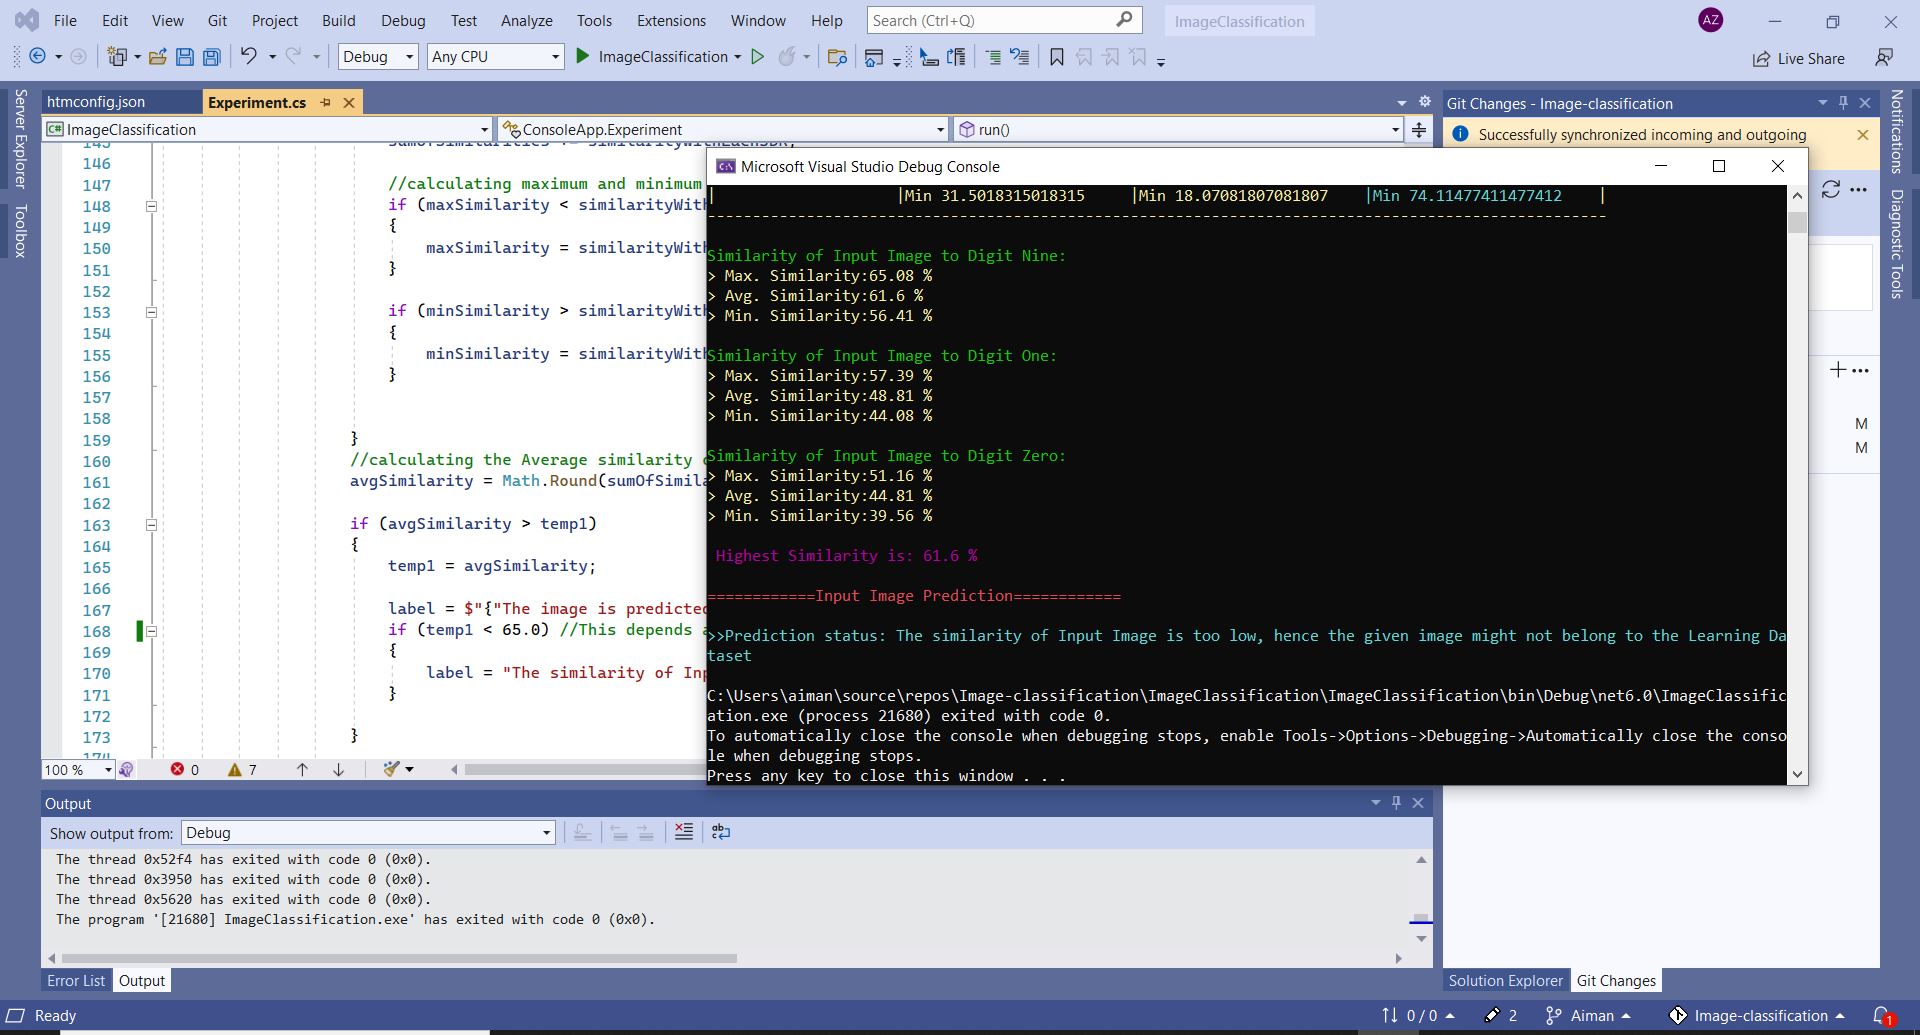 File Edit View Git Project Build Debug Test Analyze Tools Extensions Window Help Search (Ctrl+Q) ImageClassification AZ
Debug Any CPU ImageClassification Live Share
Server Explorer
Toolbox
htmconfig.json Experiment.cs
ImageClassification ConsoleApp.Experiment run()
145
146
147 //calculating maximum and minimum
148 if (maxSimilarity < similarityWith
149 {
150 maxSimilarity = similarityWith
151 }
152
153 if (minSimilarity > similarityWith
154 {
155 minSimilarity = similarityWith
156 }
157
158
159 }
160 //calculating the Average similarity
161 avgSimilarity = Math.Round(sumOfSimila
162
163 if (avgSimilarity > temp1)
164 {
165 temp1 = avgSimilarity;
166
167 label = $"{"The image is predicted
168 if (temp1 < 65.0) //This depends
169 {
170 label = "The similarity of Inp
171 }
172
173 }
100 % 0 7
Microsoft Visual Studio Debug Console
| |Min 31.5018315018315 |Min 18.07081807081807 |Min 74.11477411477412 |
Similarity of Input Image to Digit Nine:
> Max. Similarity:65.08 %
> Avg. Similarity:61.6 %
> Min. Similarity:56.41 %
Similarity of Input Image to Digit One:
> Max. Similarity:57.39 %
> Avg. Similarity:48.81 %
> Min. Similarity:44.08 %
Similarity of Input Image to Digit Zero:
> Max. Similarity:51.16 %
> Avg. Similarity:44.81 %
> Min. Similarity:39.56 %
Highest Similarity is: 61.6 %
============Input Image Prediction============
>>Prediction status: The similarity of Input Image is too low, hence the given image might not belong to the Learning Da
taset
C:\Users\aiman\source\repos\Image-classification\ImageClassification\ImageClassification\bin\Debug\net6.0\ImageClassific
ation.exe (process 21680) exited with code 0.
To automatically close the console when debugging stops, enable Tools->Options->Debugging->Automatically close the conso
le when debugging stops.
Press any key to close this window . . .
Git Changes - Image-classification
Successfully synchronized incoming and outgoing
M
M
Notifications
Diagnostic Tools
Output
Show output from: Debug
The thread 0x52f4 has exited with code 0 (0x0).
The thread 0x3950 has exited with code 0 (0x0).
The thread 0x5620 has exited with code 0 (0x0).
The program '[21680] ImageClassification.exe' has exited with code 0 (0x0).
Error List Output Solution Explorer Git Changes
Ready 0 / 0 2 Aiman Image-classification 1